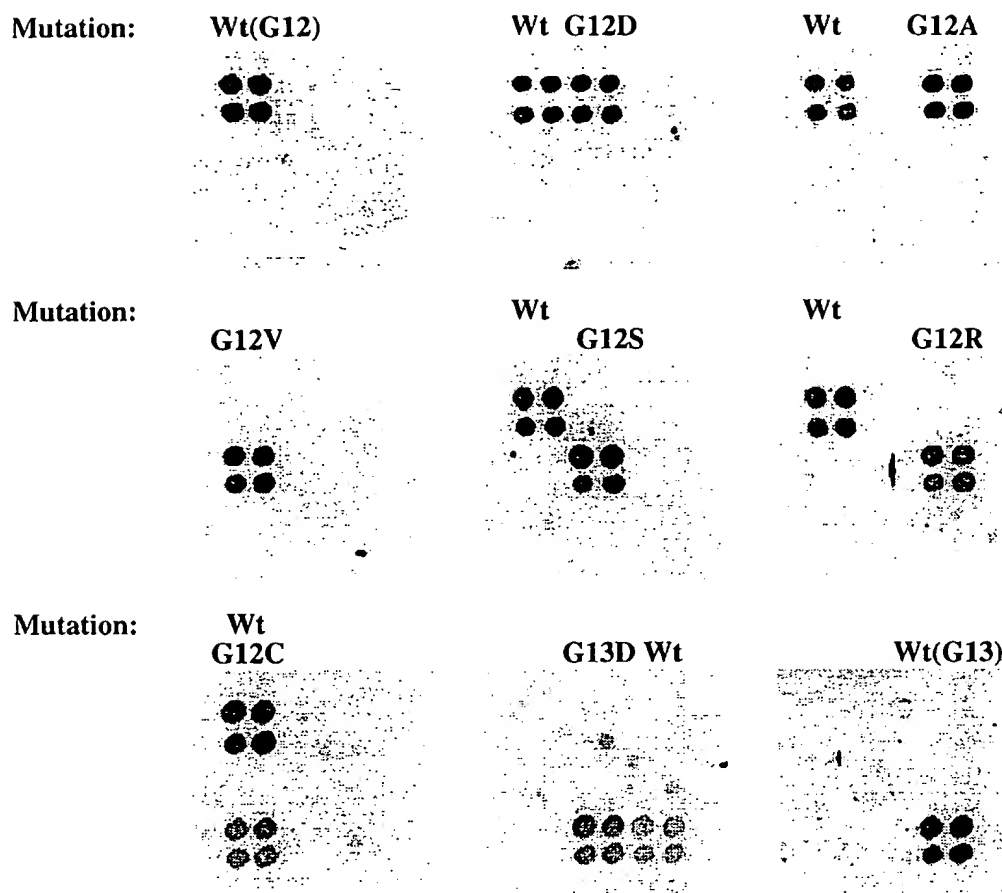 Mutation: Wt(G12) Wt G12D Wt G12A
Mutation: Wt Wt
G12V G12S G12R
Mutation: Wt
G12C G13D Wt Wt(G13)